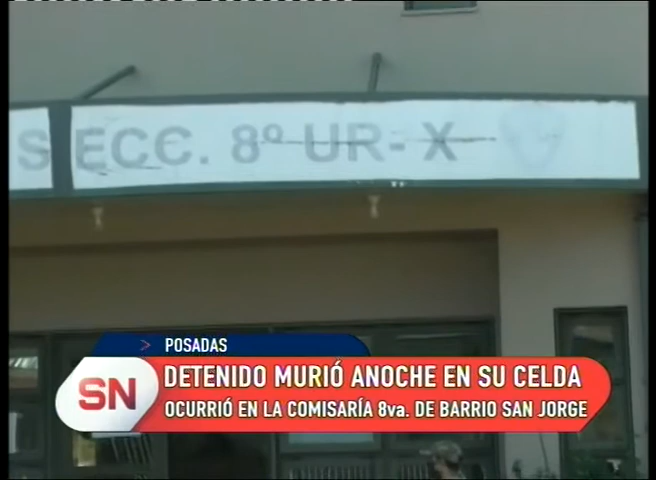 SECC. 8º UR- X
> POSADAS
SN
DETENIDO MURIÓ ANOCHE EN SU CELDA
OCURRIÓ EN LA COMISARÍA 8va. DE BARRIO SAN JORGE